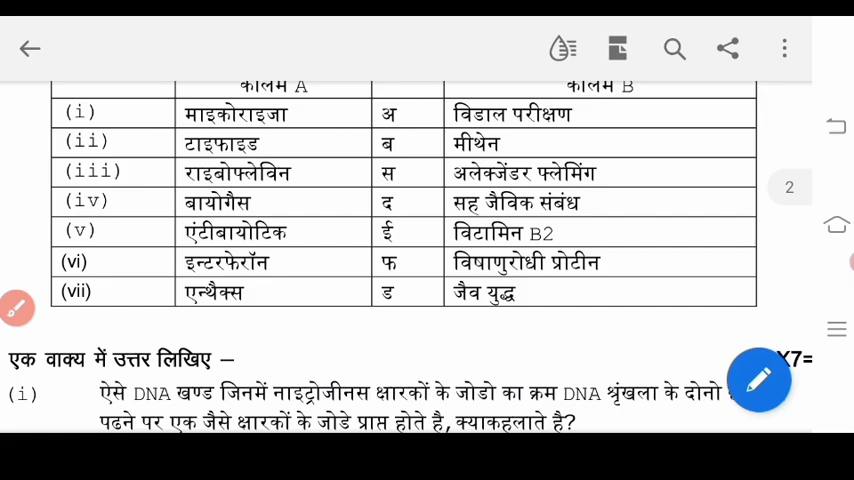 कालम A कालम B
(i) माइकोराइजा अ विडाल परीक्षण
(ii) टाइफाइड ब मीथेन
(iii) राइबोफ्लेविन स अलेक्जेंडर फ्लेमिंग
(iv) बायोगैस द सह जैविक संबंध
(v) एंटीबायोटिक ई विटामिन B2
(vi) इन्टरफेरॉन फ विषाणुरोधी प्रोटीन
(vii) एन्थैक्स ड जैव युद्ध
2
एक वाक्य में उत्तर लिखिए – X7=
(i) ऐसे DNA खण्ड जिनमें नाइट्रोजीनस क्षारकों के जोडो का क्रम DNA श्रृंखला के दोनो
पढने पर एक जैसे क्षारकों के जोडे प्राप्त होते है,क्याकहलाते है?